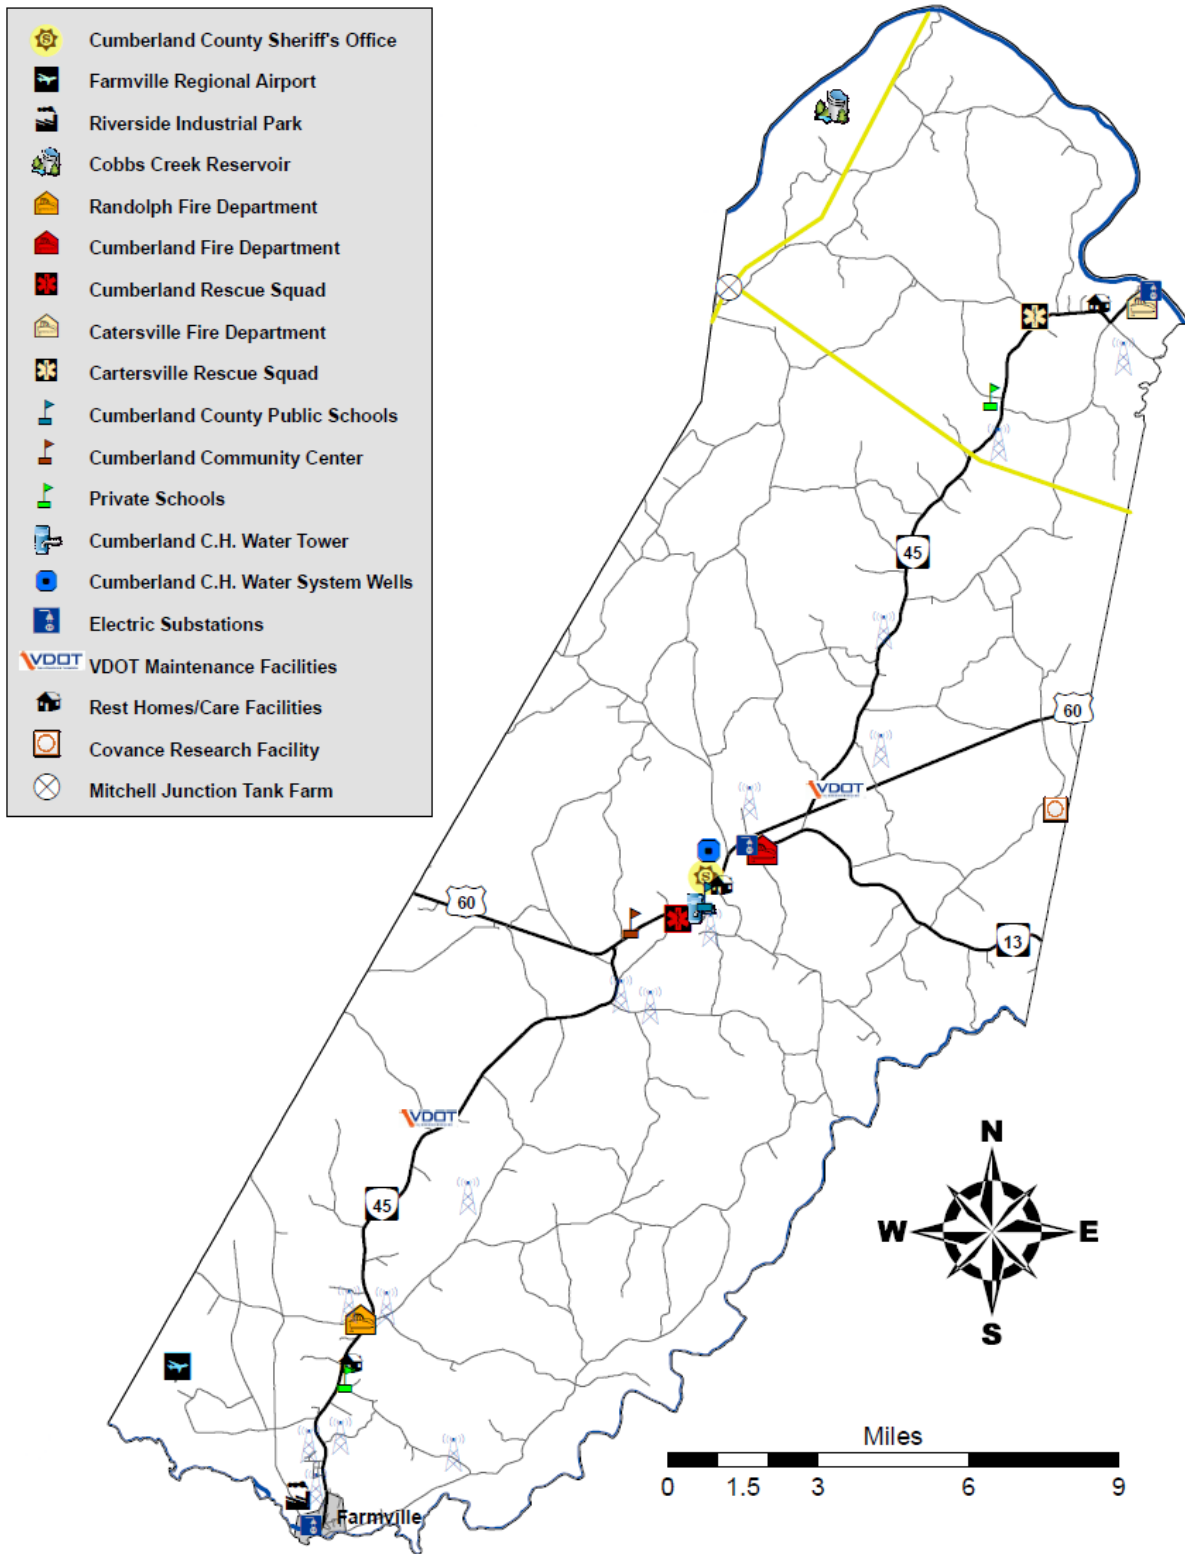 Cumberland County Sheriff's Office
Farmville Regional Airport
Riverside Industrial Park
Cobbs Creek Reservoir
Randolph Fire Department
Cumberland Fire Department
Cumberland Rescue Squad
Catersville Fire Department
Cartersville Rescue Squad
Cumberland County Public Schools
Cumberland Community Center
Private Schools
Cumberland C.H. Water Tower
Cumberland C.H. Water System Wells
Electric Substations
VDOT VDOT Maintenance Facilities
Rest Homes/Care Facilities
Covance Research Facility
Mitchell Junction Tank Farm
45
60
VDOT
S
60
13
VDOT
45
N
W E
S
Miles
0 1.5 3 6 9
Farmville